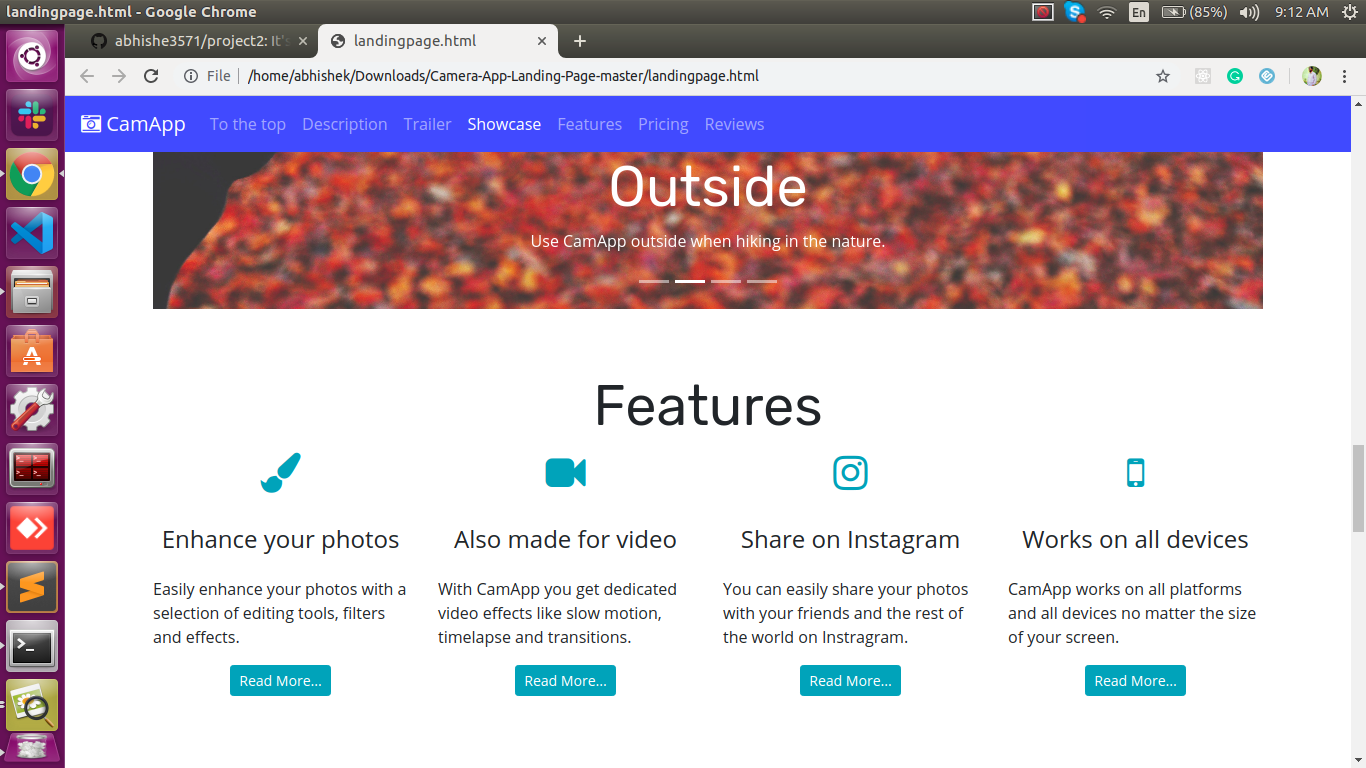 landingpage.html - Google Chrome
En
(85%)
9:12 AM
abhishe3571/project2: It's
landingpage.html
File
/home/abhishek/Downloads/Camera-App-Landing-Page-master/landingpage.html
CamApp
To the top
Description
Trailer
Showcase
Features
Pricing
Reviews
Outside
Use CamApp outside when hiking in the nature.
Features
Enhance your photos
Easily enhance your photos with a
selection of editing tools, filters
and effects.
Read More...
Also made for video
With CamApp you get dedicated
video effects like slow motion,
timelapse and transitions.
Read More...
Share on Instagram
You can easily share your photos
with your friends and the rest of
the world on Instragram.
Read More...
Works on all devices
CamApp works on all platforms
and all devices no matter the size
of your screen.
Read More...